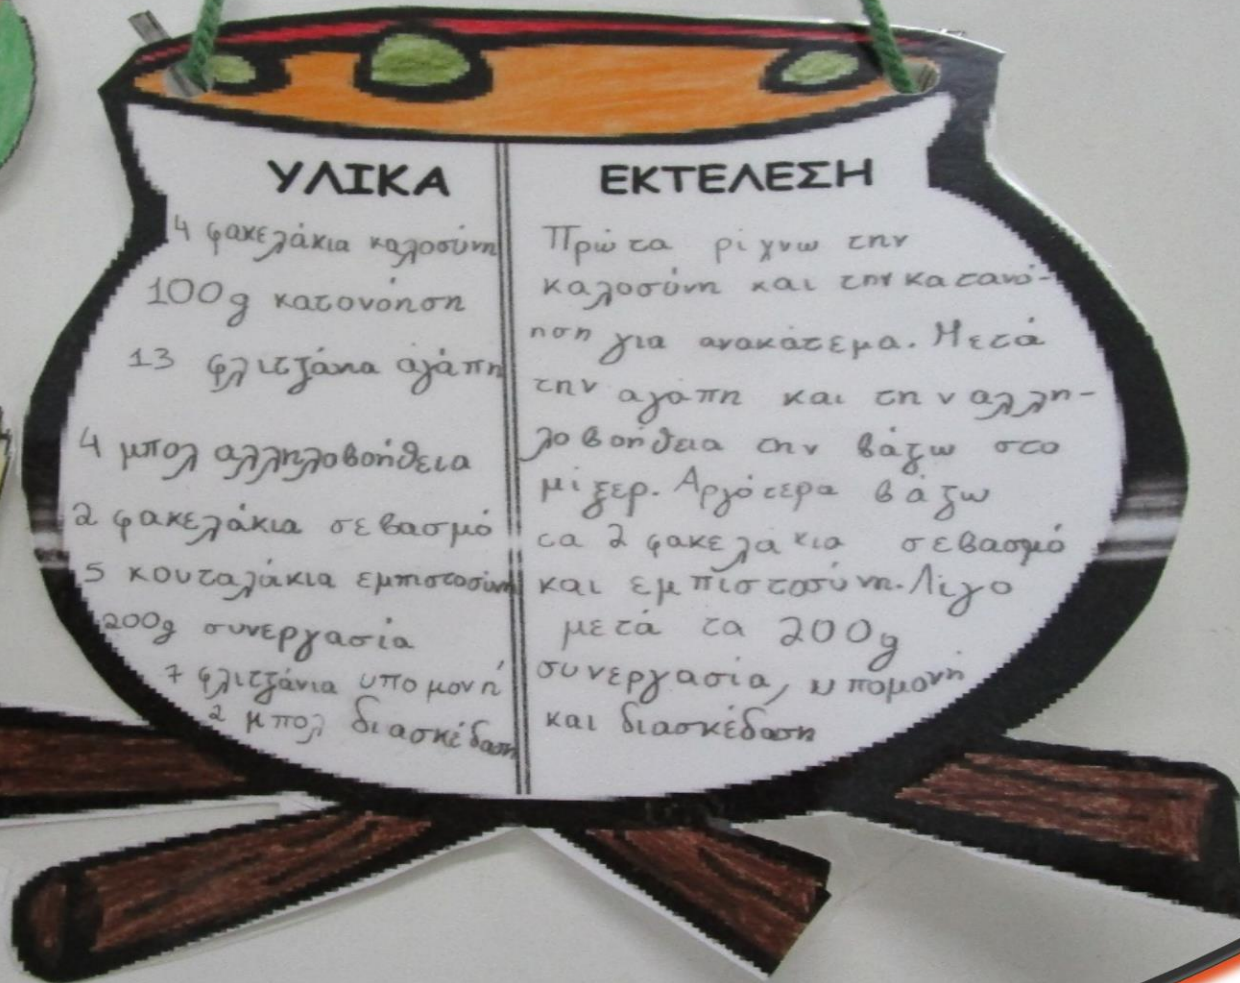 ΥΛΙΚΑ
4 φακελάκια καλοσύνη
100g κατονόηση
13 φλιτζάνια αγάπη
4 μπολ αλληλοβοήθεια
2 φακελάκια σεβασμό
5 κουταλάκια εμπιστοσύνη
200g συνεργασία
7 φλιτζάνια υπομονή
2 μπολ διασκέδαση
ΕΚΤΕΛΕΣΗ
Πρώτα ρίχνω την
καλοσύνη και την κατανό-
ηση για ανακάτεμα. Μετά
την αγάπη και την αλλη-
λοβοήθεια την βάζω στο
μίξερ. Αργότερα βάζω
τα 2 φακελάκια σεβασμό
και εμπιστοσύνη. Λίγο
μετά τα 200g
συνεργασία, υπομονή
και διασκέδαση